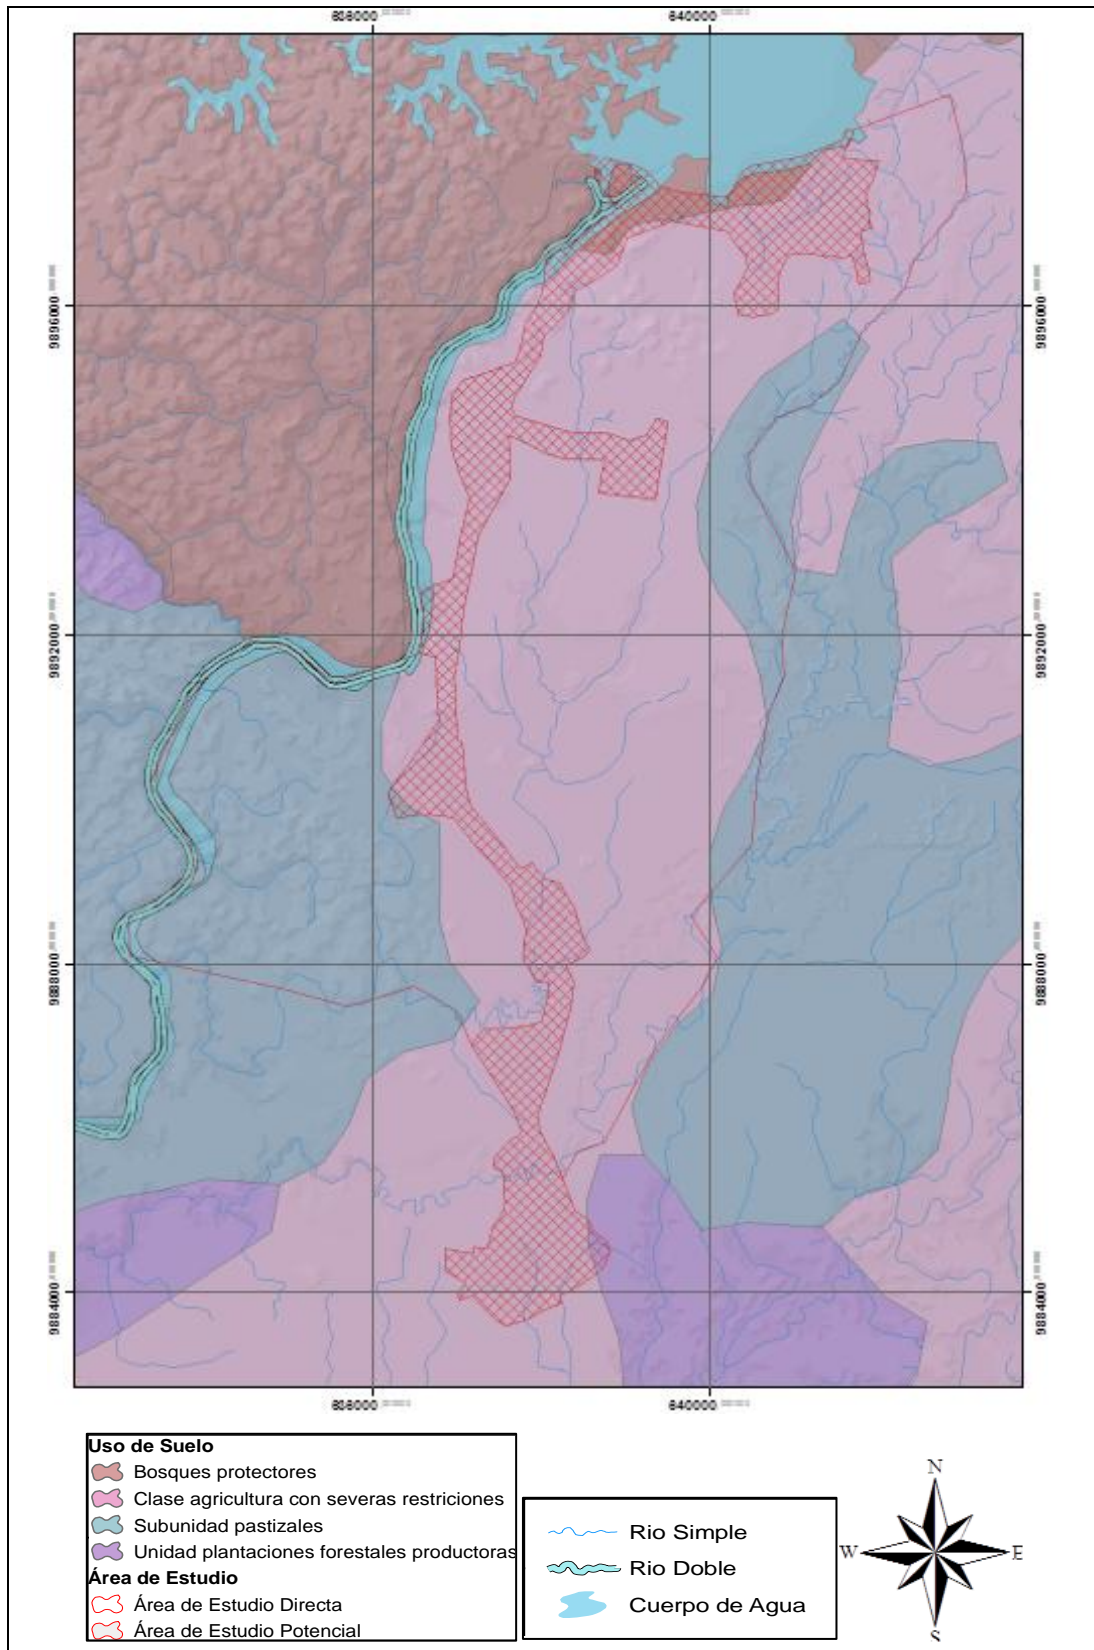 640000
9896000
9896000
9892000
9892000
9888000
9888000
9884000
9884000
640000
Uso de Suelo
Bosques protectores
Clase agricultura con severas restriciones
Subunidad pastizales
Unidad plantaciones forestales productoras
Área de Estudio
Área de Estudio Directa
Área de Estudio Potencial
Rio Simple
Rio Doble
Cuerpo de Agua
N
W
E
S